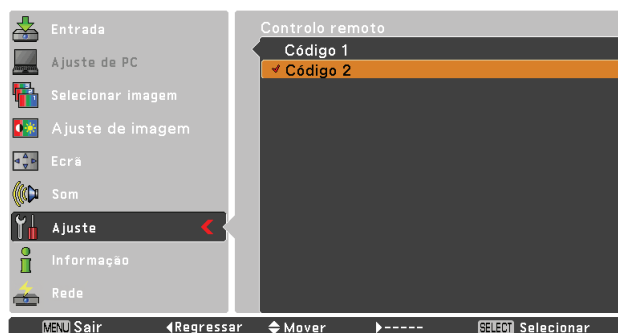 Entrada
Ajuste de PC
Selecionar imagem
Ajuste de imagem
Ecrã
Som
Ajuste
Informação
Rede
Controlo remoto
Código 1
Código 2
MENU Sair Regressar Mover ----- SELECT Selecionar